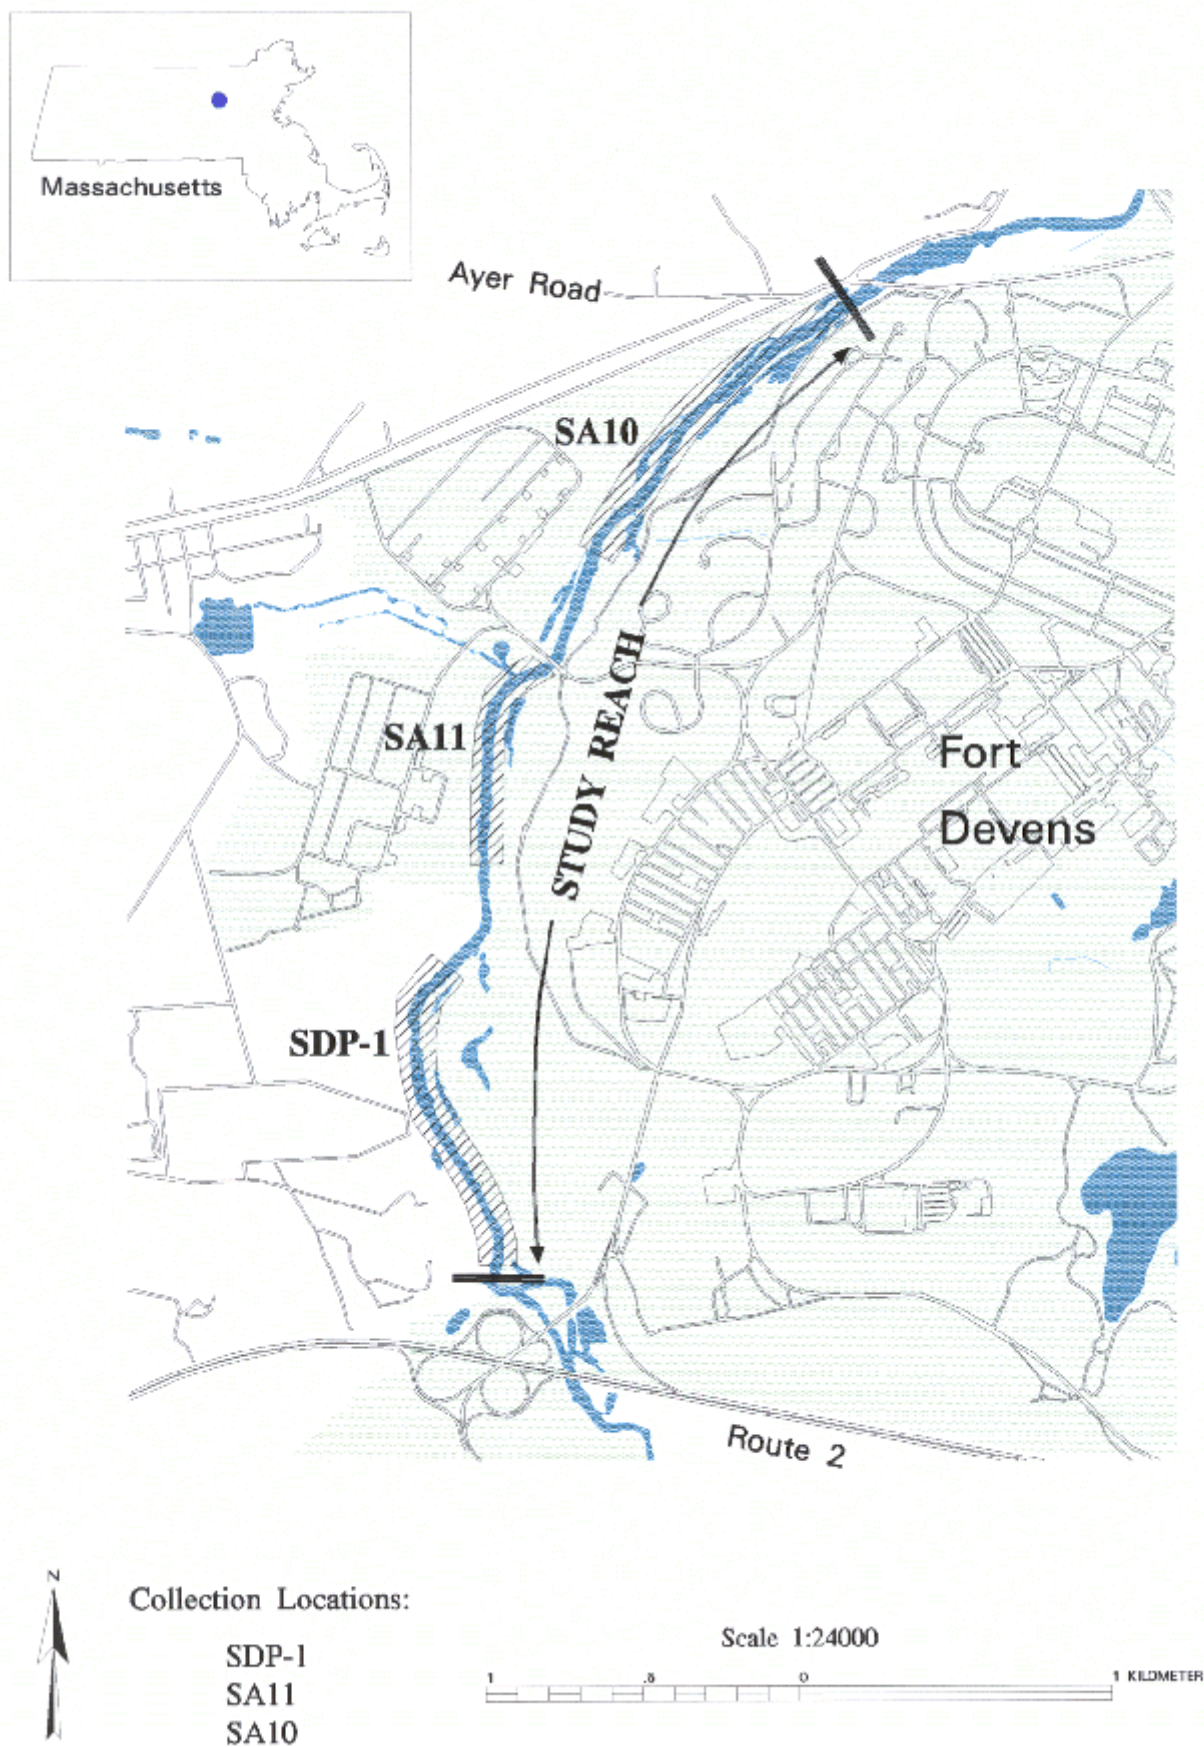 Massachusetts
Ayer Road
SA10
STUDY REACH
SA11
Fort
Devens
SDP-1
Route 2
N
Collection Locations:
SDP-1
SA11
SA10
Scale 1:24000
1 .5 0 1 KILOMETER